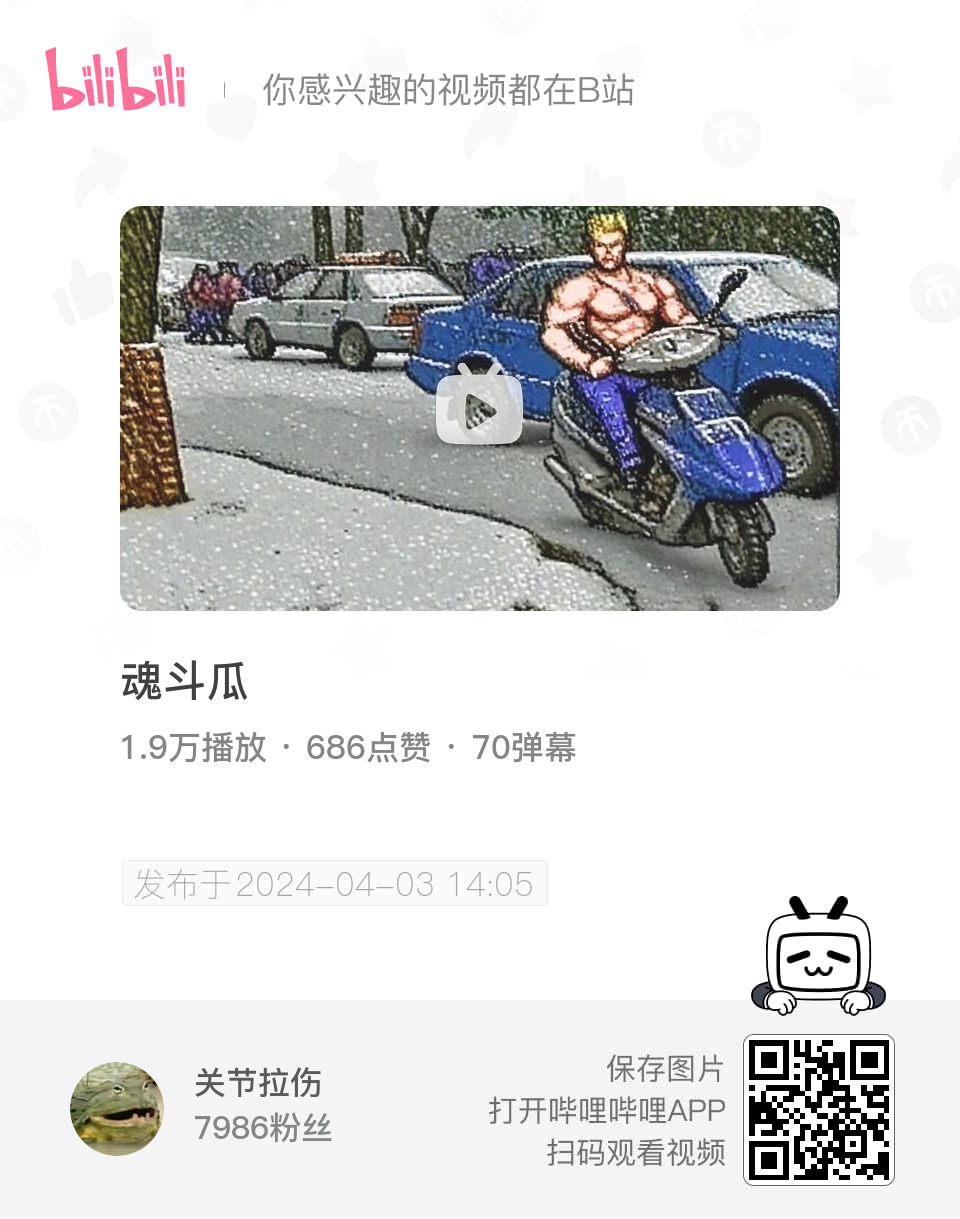 bilibili
你感兴趣的视频都在B站
魂斗瓜
1.9万播放 · 686点赞 · 70弹幕
发布于2024-04-03 14:05
关节拉伤
7986粉丝
保存图片
打开哔哩哔哩APP
扫码观看视频